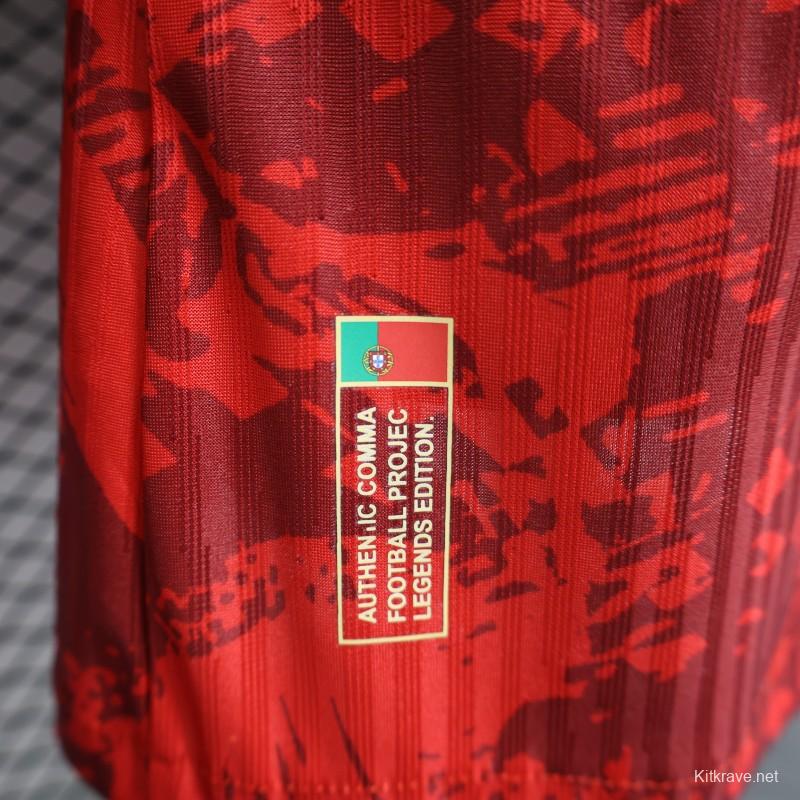 AUTHEN.IC COMMA
FOOTBALL PROJEC
LEGENDS EDITION.
Kitkrave.net